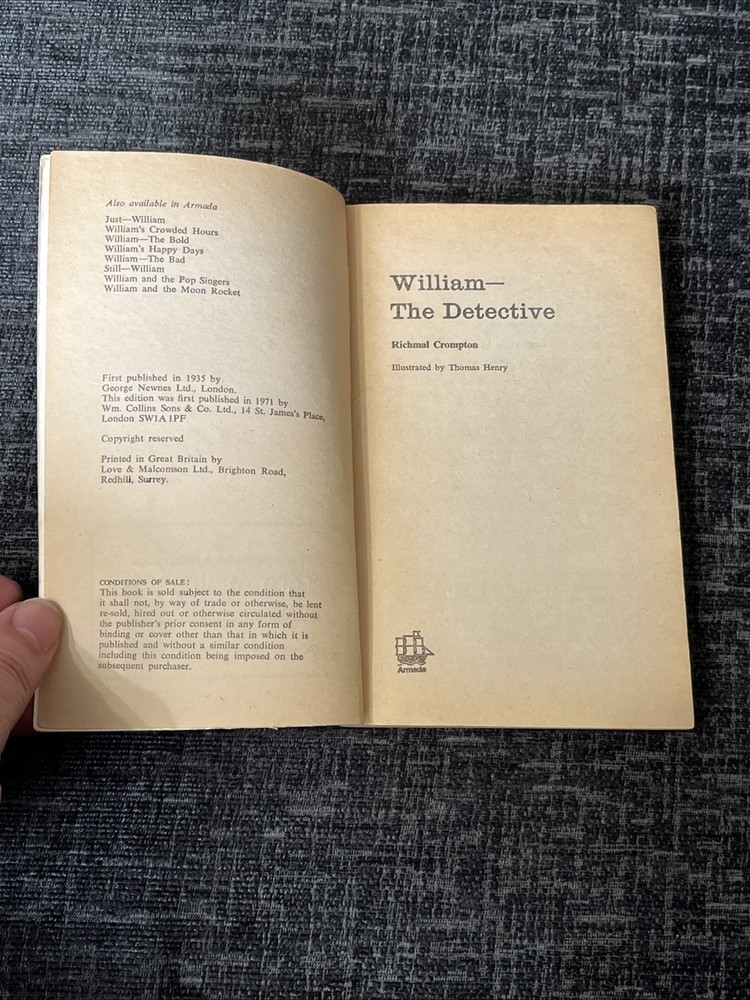 Also available in Armada
Just—William
William's Crowded Hours
William—The Bold
William's Happy Days
William—The Bad
Still—William
William and the Pop Singers
William and the Moon Rocket
First published in 1935 by
George Newnes Ltd., London.
This edition was first published in 1971 by
Wm. Collins Sons & Co. Ltd., 14 St. James's Place,
London SW1A 1PF
Copyright reserved
Printed in Great Britain by
Love & Malcomson Ltd., Brighton Road,
Redhill, Surrey.
CONDITIONS OF SALE:
This book is sold subject to the condition that
it shall not, by way of trade or otherwise, be lent
re-sold, hired out or otherwise circulated without
the publisher's prior consent in any form of
binding or cover other than that in which it is
published and without a similar condition
including this condition being imposed on the
subsequent purchaser.
William—
The Detective
Richmal Crompton
Illustrated by Thomas Henry
Armada